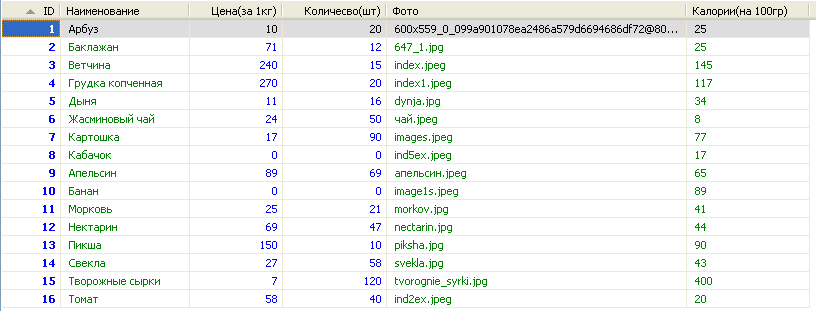 ID Наименование Цена(за 1кг) Количесво(шт) Фото Калории(на 100гр)
1 Арбуз 10 20 600x559_0_099a901078ea2486a579d6694686df72@80... 25
2 Баклажан 71 12 647_1.jpg 25
3 Ветчина 240 15 index.jpeg 145
4 Грудка копченная 270 20 index1.jpeg 117
5 Дыня 11 16 dynja.jpg 34
6 Жасминовый чай 24 50 чай.jpeg 8
7 Картошка 17 90 images.jpeg 77
8 Кабачок 0 0 ind5ex.jpeg 17
9 Апельсин 89 69 апельсин.jpeg 65
10 Банан 0 0 image1s.jpeg 89
11 Морковь 25 21 morkov.jpg 41
12 Нектарин 69 47 nectarin.jpg 44
13 Пикша 150 10 piksha.jpg 90
14 Свекла 27 58 svekla.jpg 43
15 Творожные сырки 7 120 tvorognie_syrki.jpg 400
16 Томат 58 40 ind2ex.jpeg 20